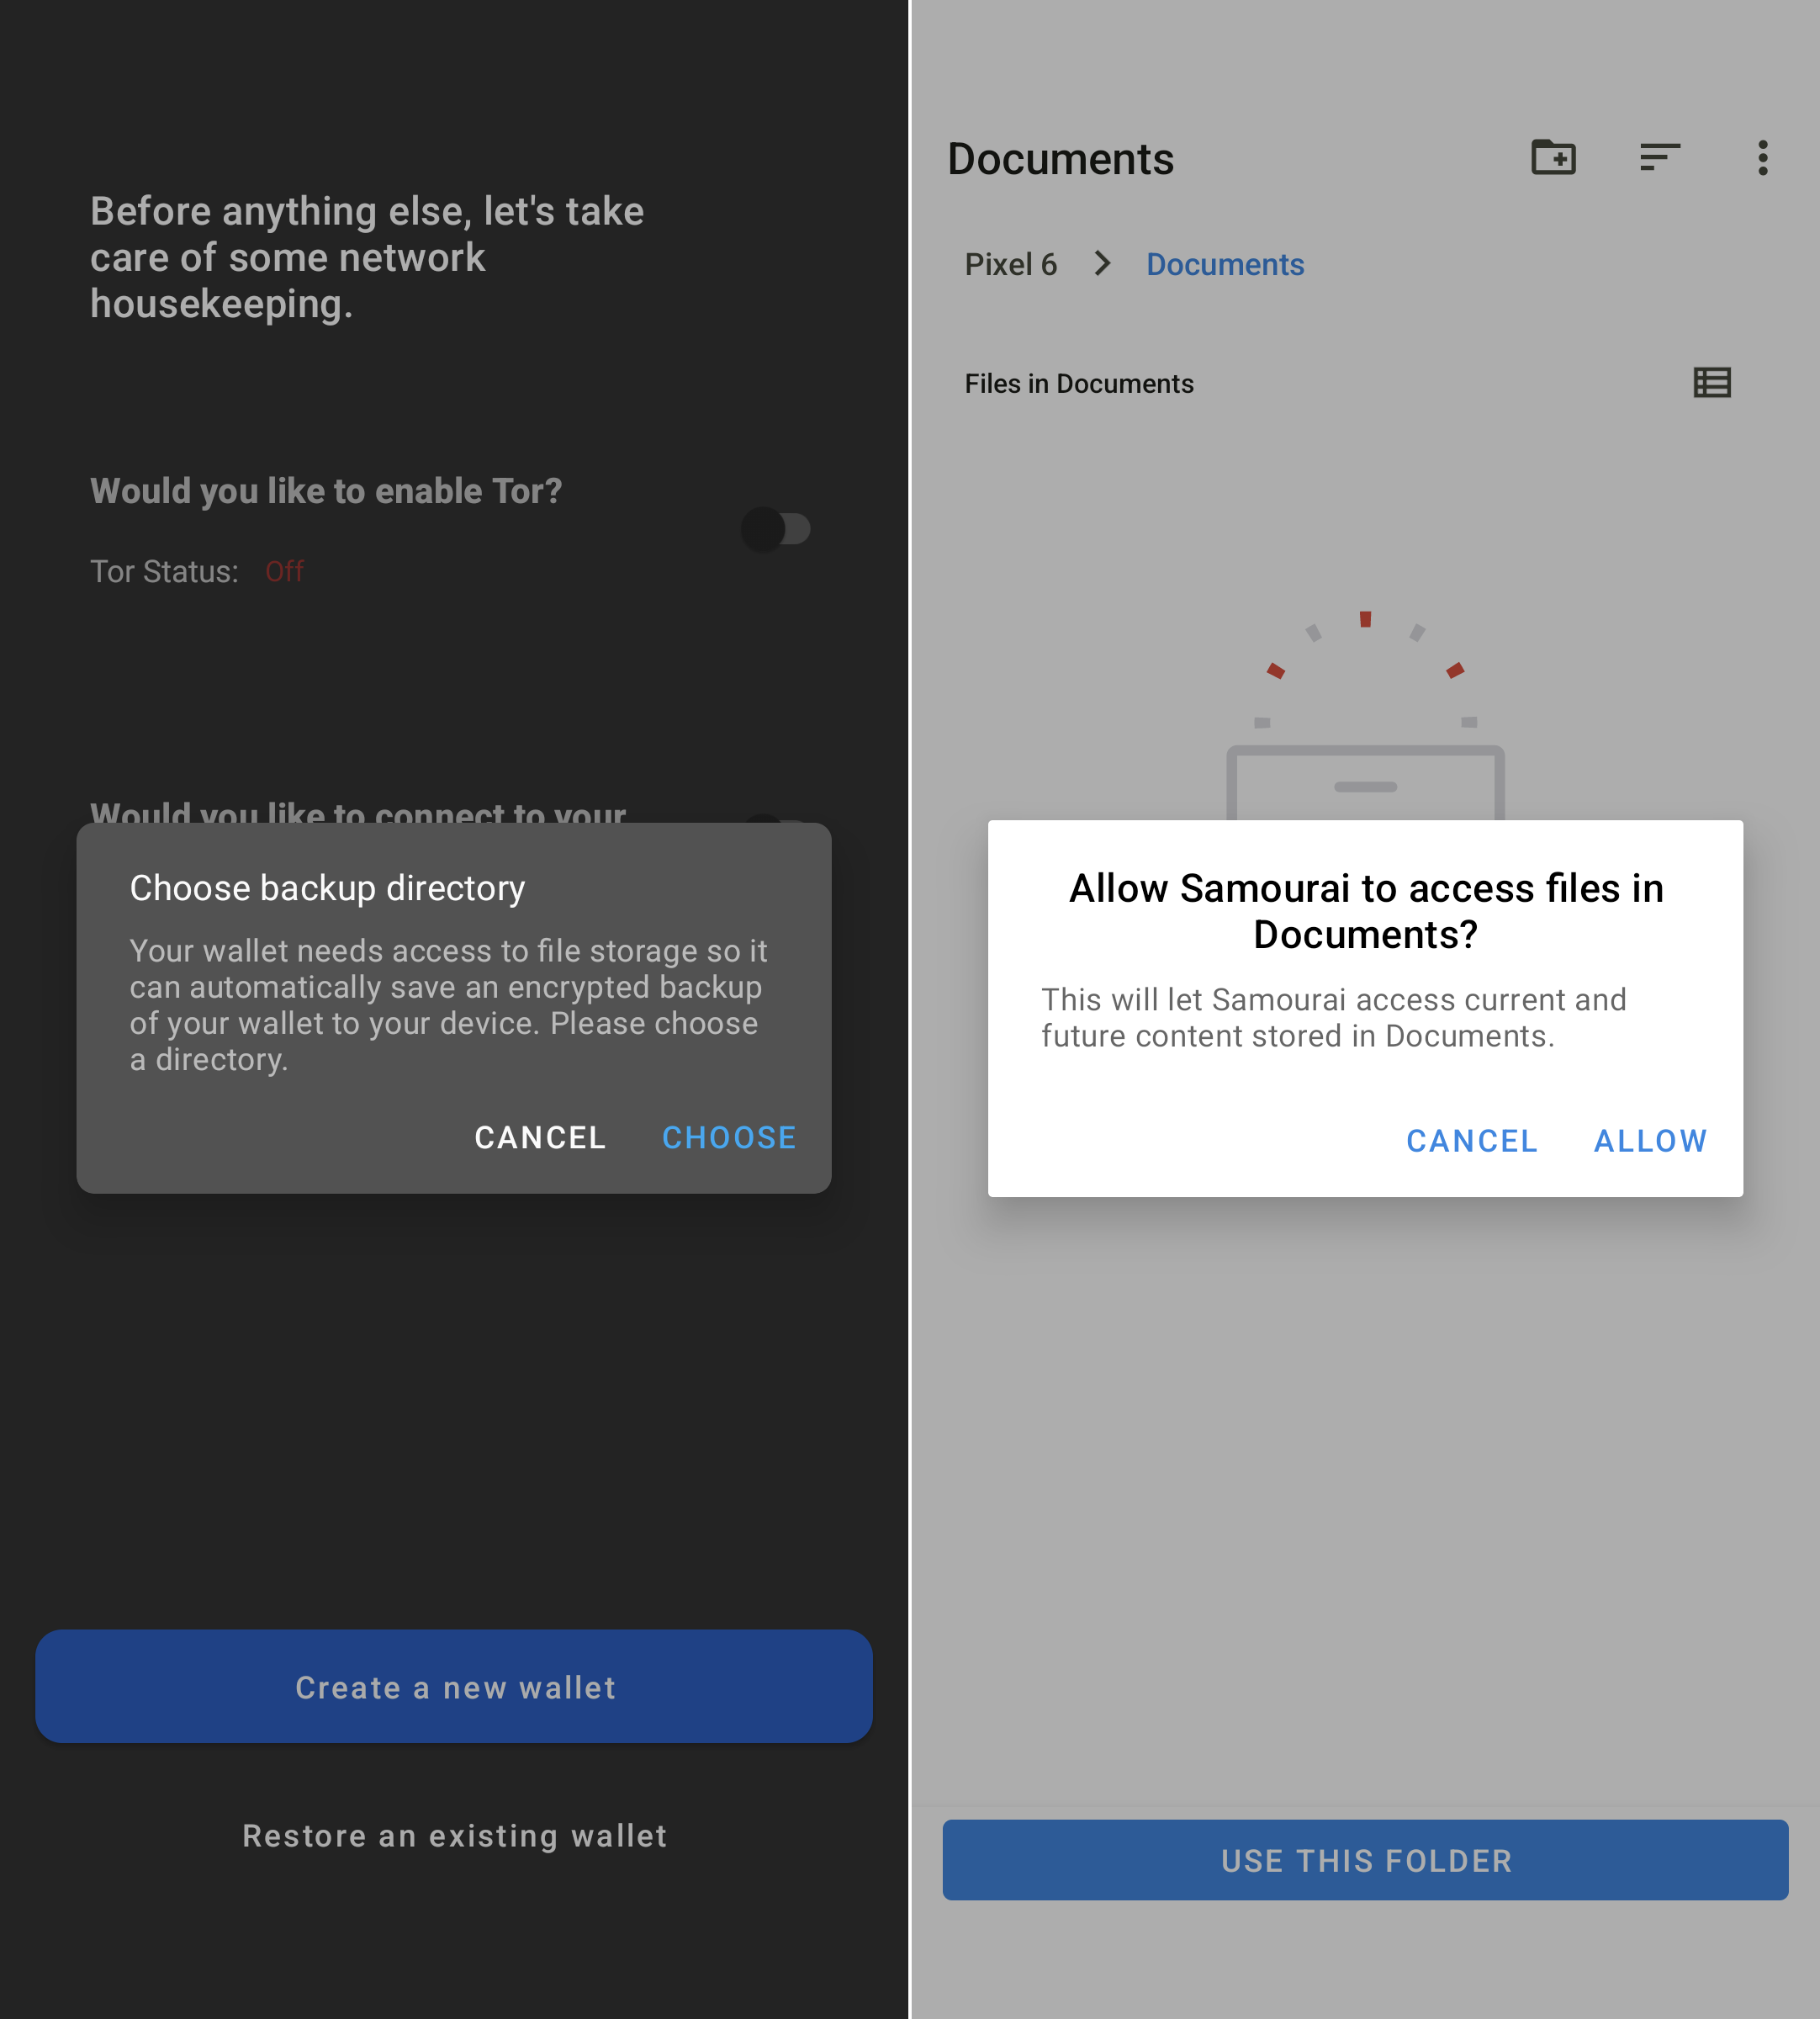 Before anything else, let's take
care of some network
housekeeping.
Would you like to enable Tor?
Tor Status: Off
Would you like to connect to your
Choose backup directory
Your wallet needs access to file storage so it
can automatically save an encrypted backup
of your wallet to your device. Please choose
a directory.
CANCEL CHOOSE
Create a new wallet
Restore an existing wallet
Documents
Pixel 6 > Documents
Files in Documents
Allow Samourai to access files in
Documents?
This will let Samourai access current and
future content stored in Documents.
CANCEL ALLOW
USE THIS FOLDER